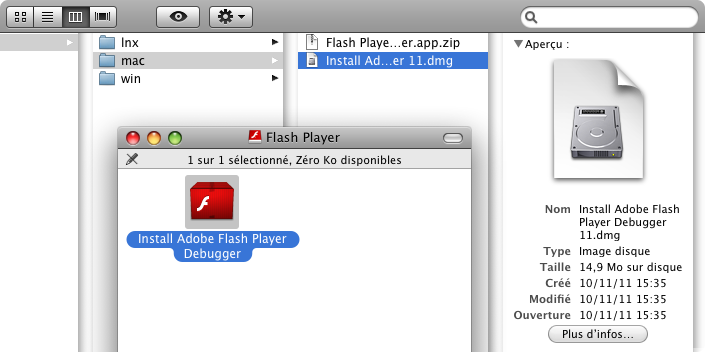 lnx
mac
win
Flash Playe...er.app.zip
Install Ad...er 11.dmg
Flash Player
1 sur 1 sélectionné, Zéro Ko disponibles
Install Adobe Flash Player
Debugger
Aperçu :
Nom Install Adobe Flash
Player Debugger
11.dmg
Type Image disque
Taille 14,9 Mo sur disque
Créé 10/11/11 15:35
Modifié 10/11/11 15:35
Ouverture 10/11/11 15:35
Plus d'infos...